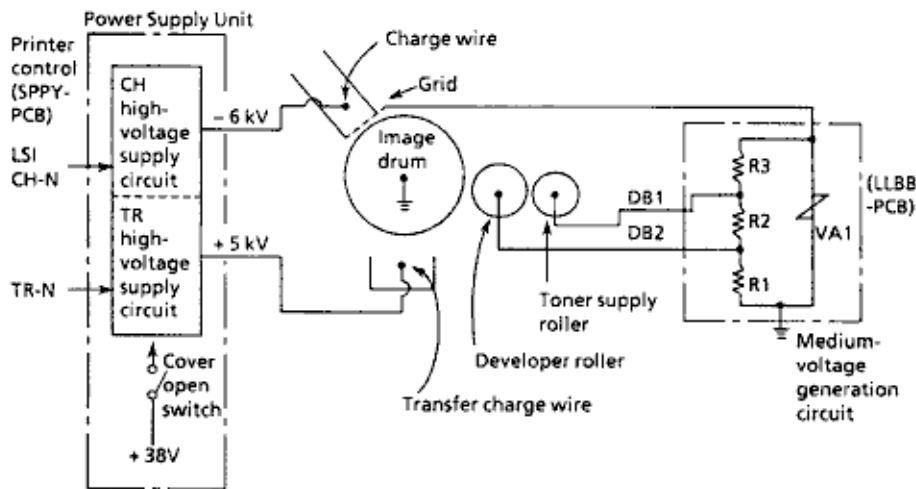 Power Supply Unit
Printer
control
(SPPY-
PCB)
LSI
CH-N
TR-N
CH
high-
voltage
supply
circuit
TR
high-
voltage
supply
circuit
– 6 kV
+ 5 kV
Cover
open
switch
+ 38V
Charge wire
Grid
Image
drum
DB1
DB2
Toner supply
roller
Developer roller
Transfer charge wire
R3
R2
R1
VA1
(LLBB
-PCB)
Medium-
voltage
generation
circuit